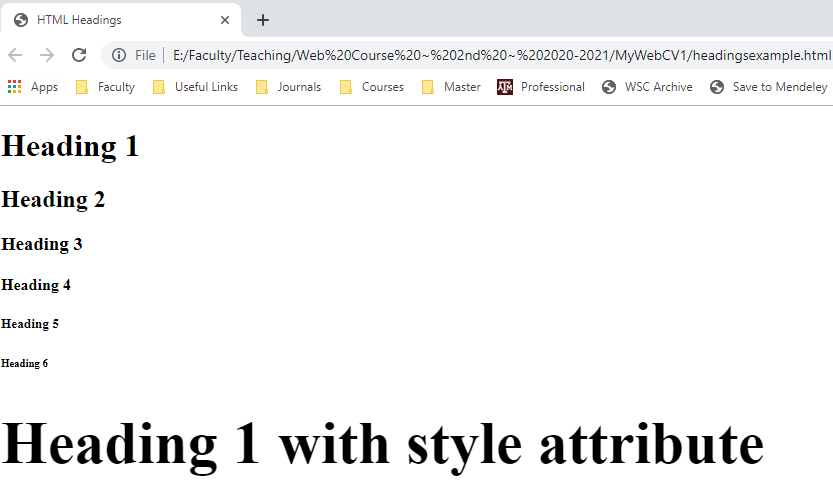 HTML Headings
File E:/Faculty/Teaching/Web%20Course%20~%202nd%20~%202020-2021/MyWebCV1/headingsexample.html
Apps Faculty Useful Links Journals Courses Master ĀTM Professional WSC Archive Save to Mendeley
Heading 1
Heading 2
Heading 3
Heading 4
Heading 5
Heading 6
Heading 1 with style attribute